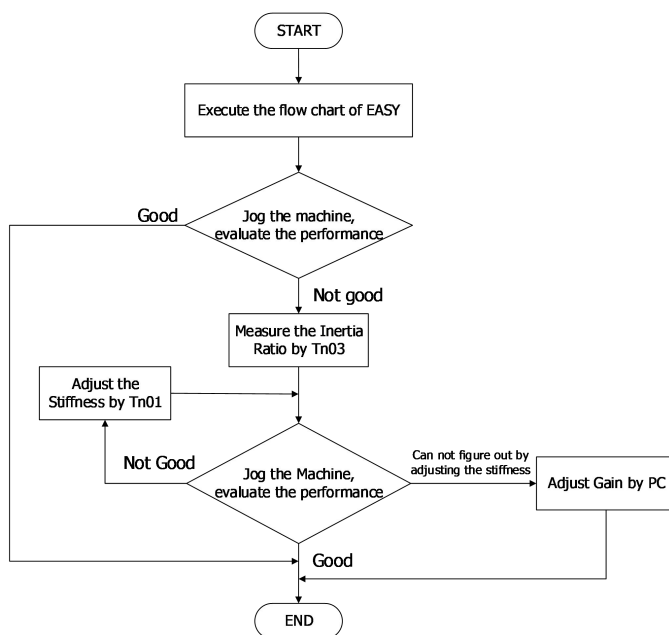 START
Execute the flow chart of EASY
Good
Jog the machine,
evaluate the performance
Not good
Measure the Inertia
Ratio by Tn03
Adjust the
Stiffness by Tn01
Not Good
Jog the Machine,
evaluate the performance
Can not figure out by
adjusting the stiffness
Adjust Gain by PC
Good
END